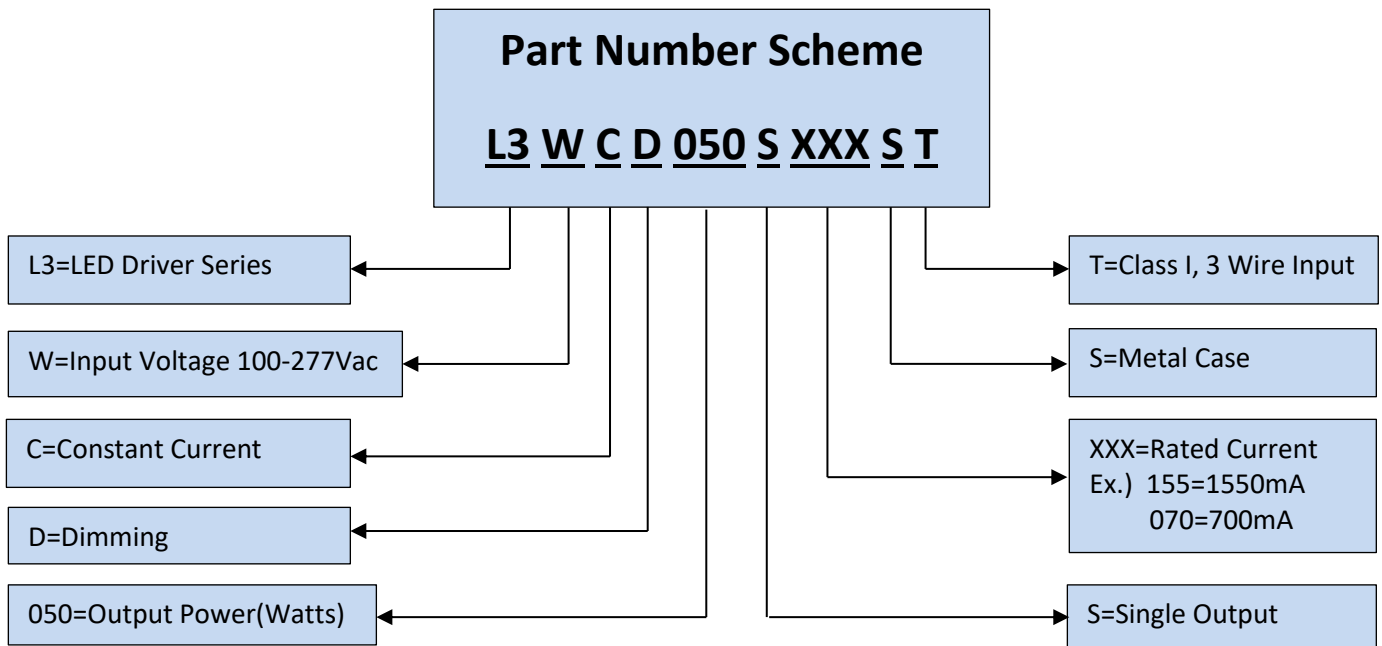 Part Number Scheme
L3 W C D 050 S XXX S T
L3=LED Driver Series
W=Input Voltage 100-277Vac
C=Constant Current
D=Dimming
050=Output Power(Watts)
T=Class I, 3 Wire Input
S=Metal Case
XXX=Rated Current
Ex.) 155=1550mA
070=700mA
S=Single Output